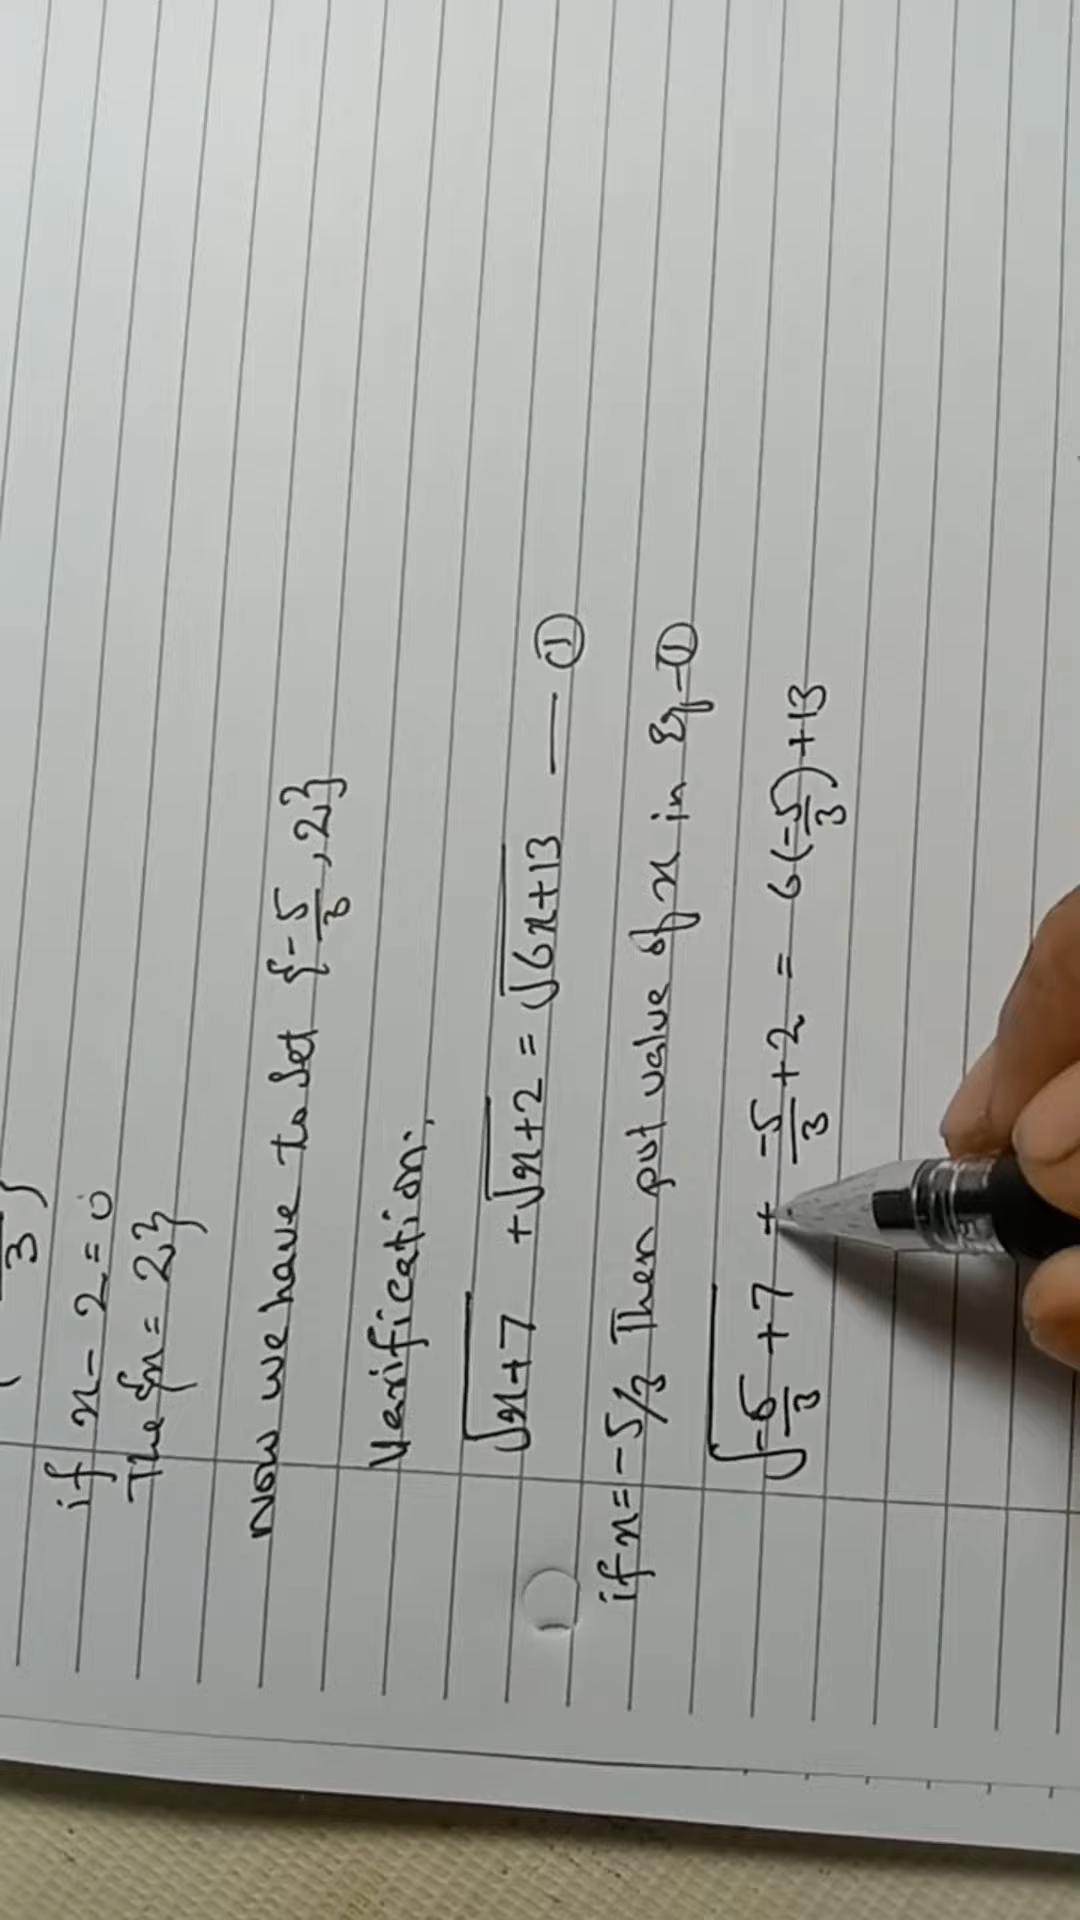 3 }
if x - 2 = 0
The {x = 2}
Now we have to set {-5/3, 2}
Verification:
√x+7 + √x+2 = √6x+13 — ①
if x = -5/3 Then put value of x in Eq-①
√-5/3 + 7 + -5/3 + 2 = 6(-5/3) + 13